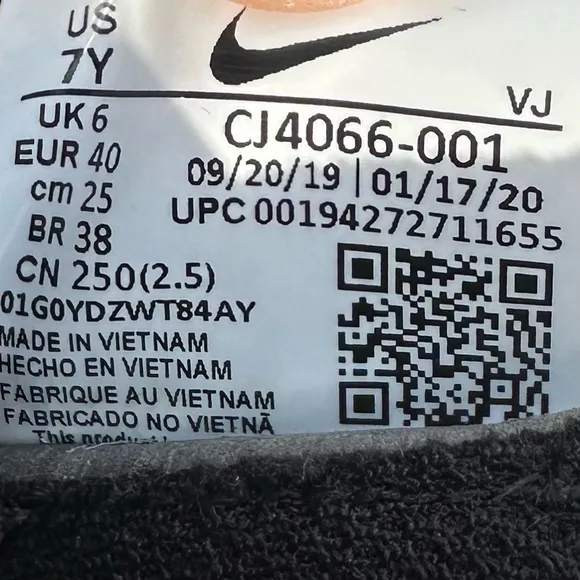 US
7Y
VJ
UK 6
EUR 40
cm 25
BR 38
CN 250(2.5)
CJ4066-001
09/20/19 | 01/17/20
UPC 00194272711655
01G0YDZWT84AY
MADE IN VIETNAM
HECHO EN VIETNAM
FABRIQUE AU VIETNAM
FABRICADO NO VIETNÃ
This